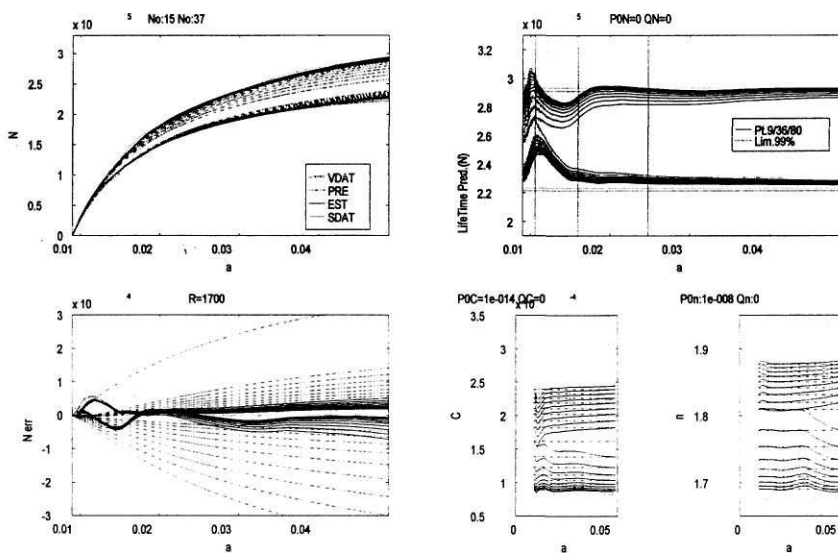 x 10 5 No:15 No:37
3
2.5
2
1.5
1
0.5
0
N
VDAT
PRE
EST
SDAT
0.01 0.02 0.03 0.04
a
x 10 5 P0N=0 QN=0
3.2
3
2.8
2.6
2.4
2.2
2
LifeTime Pred.(N)
Pt.9/36/80
Lim.99%
0.01 0.02 0.03 0.04
a
x 10 4 R=1700
3
2
1
0
-1
-2
-3
N err
0.01 0.02 0.03 0.04
a
P0C=1e-014 QC=0 -4
x 10
3.5
3
2.5
2
1.5
1
0.5
C
0 0.05
a
P0n:1e-008 Qn:0
1.9
1.8
1.7
n
0 0.05
a